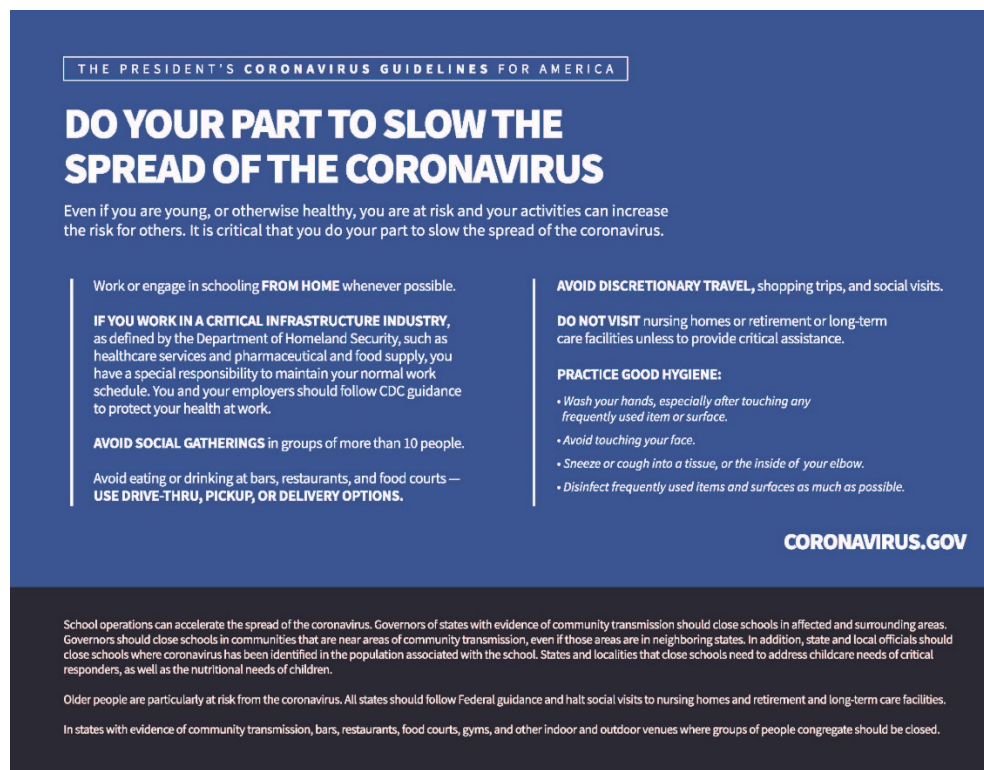 THE PRESIDENT'S CORONAVIRUS GUIDELINES FOR AMERICA
DO YOUR PART TO SLOW THE
SPREAD OF THE CORONAVIRUS
Even if you are young, or otherwise healthy, you are at risk and your activities can increase
the risk for others. It is critical that you do your part to slow the spread of the coronavirus.
Work or engage in schooling FROM HOME whenever possible.
IF YOU WORK IN A CRITICAL INFRASTRUCTURE INDUSTRY,
as defined by the Department of Homeland Security, such as
healthcare services and pharmaceutical and food supply, you
have a special responsibility to maintain your normal work
schedule. You and your employers should follow CDC guidance
to protect your health at work.
AVOID SOCIAL GATHERINGS in groups of more than 10 people.
Avoid eating or drinking at bars, restaurants, and food courts —
USE DRIVE-THRU, PICKUP, OR DELIVERY OPTIONS.
AVOID DISCRETIONARY TRAVEL, shopping trips, and social visits.
DO NOT VISIT nursing homes or retirement or long-term
care facilities unless to provide critical assistance.
PRACTICE GOOD HYGIENE:
• Wash your hands, especially after touching any
frequently used item or surface.
• Avoid touching your face.
• Sneeze or cough into a tissue, or the inside of your elbow.
• Disinfect frequently used items and surfaces as much as possible.
CORONAVIRUS.GOV
School operations can accelerate the spread of the coronavirus. Governors of states with evidence of community transmission should close schools in affected and surrounding areas.
Governors should close schools in communities that are near areas of community transmission, even if those areas are in neighboring states. In addition, state and local officials should
close schools where coronavirus has been identified in the population associated with the school. States and localities that close schools need to address childcare needs of critical
responders, as well as the nutritional needs of children.
Older people are particularly at risk from the coronavirus. All states should follow Federal guidance and halt social visits to nursing homes and retirement and long-term care facilities.
In states with evidence of community transmission, bars, restaurants, food courts, gyms, and other indoor and outdoor venues where groups of people congregate should be closed.